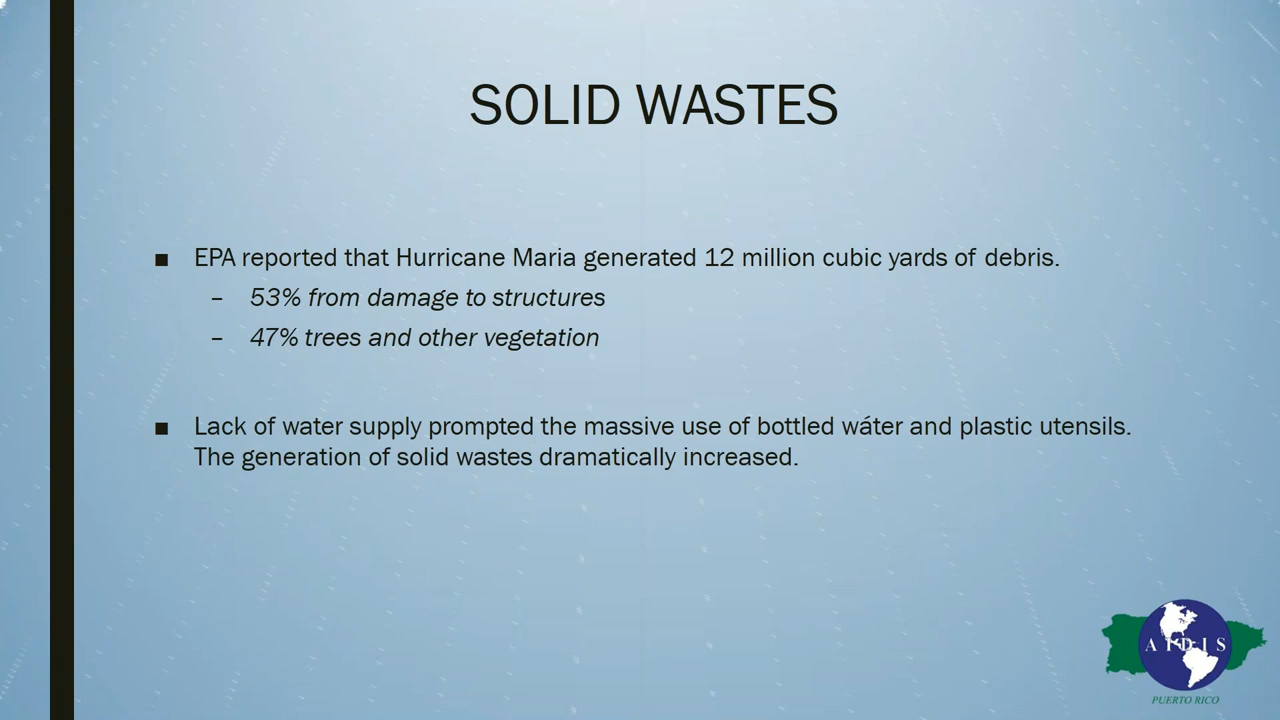 SOLID WASTES
■ EPA reported that Hurricane Maria generated 12 million cubic yards of debris.
– 53% from damage to structures
– 47% trees and other vegetation
■ Lack of water supply prompted the massive use of bottled wáter and plastic utensils.
The generation of solid wastes dramatically increased.
AIDIS
PUERTO RICO